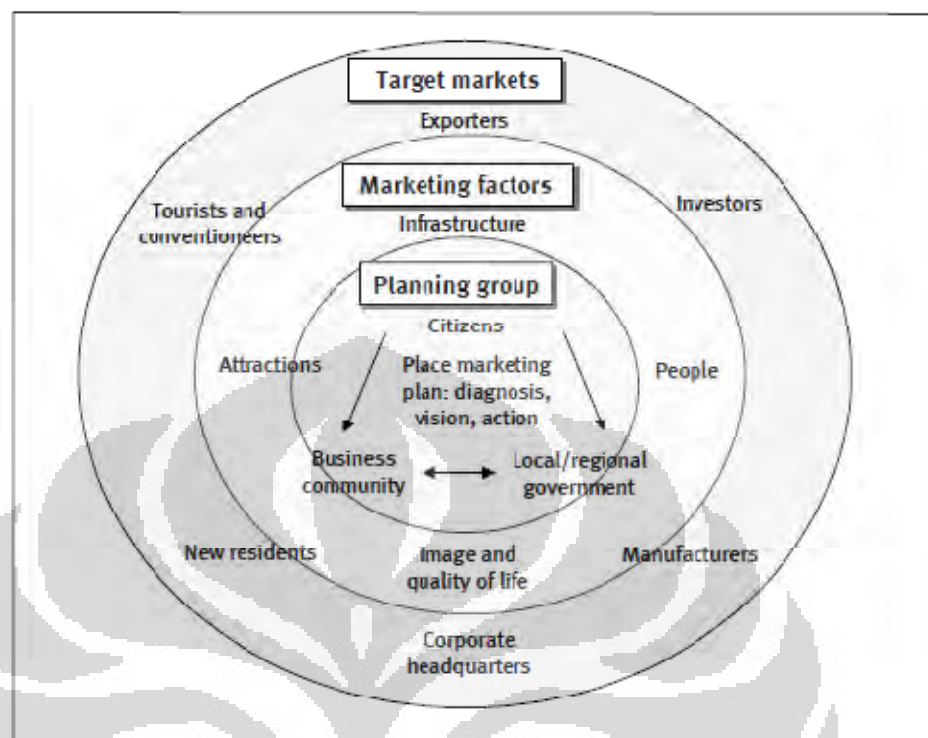 Target markets
Exporters
Marketing factors
Infrastructure
Tourists and
conventioneers
Investors
Planning group
Citizens
Attractions
Place marketing
plan: diagnosis,
vision, action
People
Business
community
Local/regional
government
New residents
Image and
quality of life
Manufacturers
Corporate
headquarters